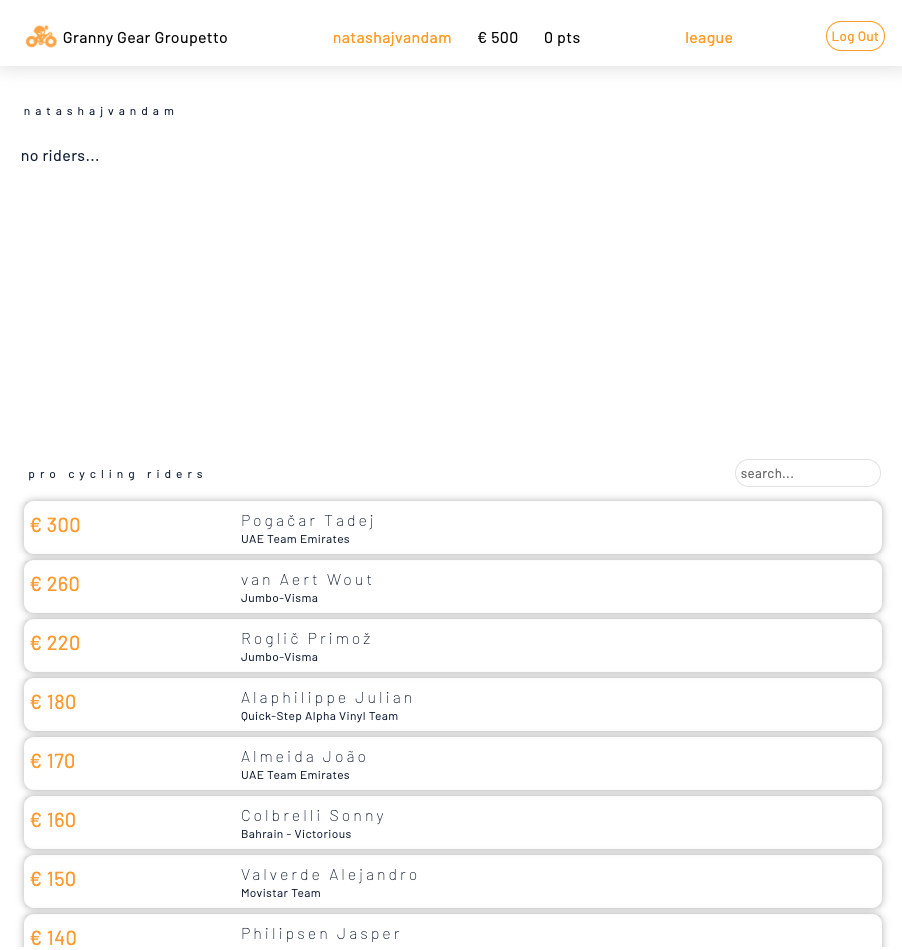 Granny Gear Groupetto natashajvandam € 500 0 pts league Log Out
natashajvandam
no riders...
pro cycling riders search...
€ 300 Pogačar Tadej
UAE Team Emirates
€ 260 van Aert Wout
Jumbo-Visma
€ 220 Roglič Primož
Jumbo-Visma
€ 180 Alaphilippe Julian
Quick-Step Alpha Vinyl Team
€ 170 Almeida João
UAE Team Emirates
€ 160 Colbrelli Sonny
Bahrain - Victorious
€ 150 Valverde Alejandro
Movistar Team
€ 140 Philipsen Jasper